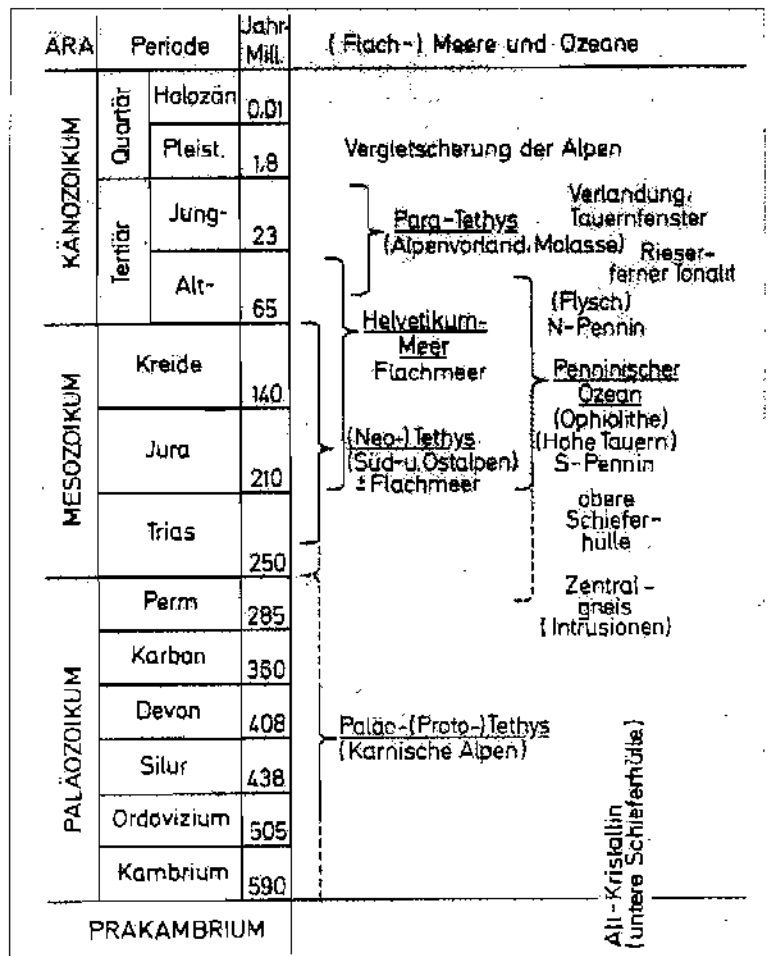 ÄRA Periode Jahr- Mill. (Flach-) Meere und Ozeane
KÄNOZOIKUM
Quartär
Holozän 0,01
Pleist. 1,8
Vergletscherung der Alpen
Tertiär
Jung- 23
Alt- 65
Para-Tethys
(Alpenvorland, Molasse)
Verlandung,
Tauernfenster
Rieser-
ferner Tonalit
MESOZOIKUM
Kreide 140
Jura 210
Trias 250
Helvetikum-
Meer
Flachmeer
(Flysch)
N-Pennin
Penninischer
Ozean
(Ophiolithe)
(Hohe Tauern)
S-Pennin
(Neo-) Tethys
(Süd- u. Ostalpen)
± Flachmeer
obere
Schiefer-
hülle
Zentral-
gneis
(Intrusionen)
PALÄOZOIKUM
Perm 285
Karbon 360
Devon 408
Silur 438
Ordovizium 505
Kambrium 590
Paläo-(Proto-)Tethys
(Karnische Alpen)
Alt-Kristallin
(untere Schieferhülle)
PRÄKAMBRIUM